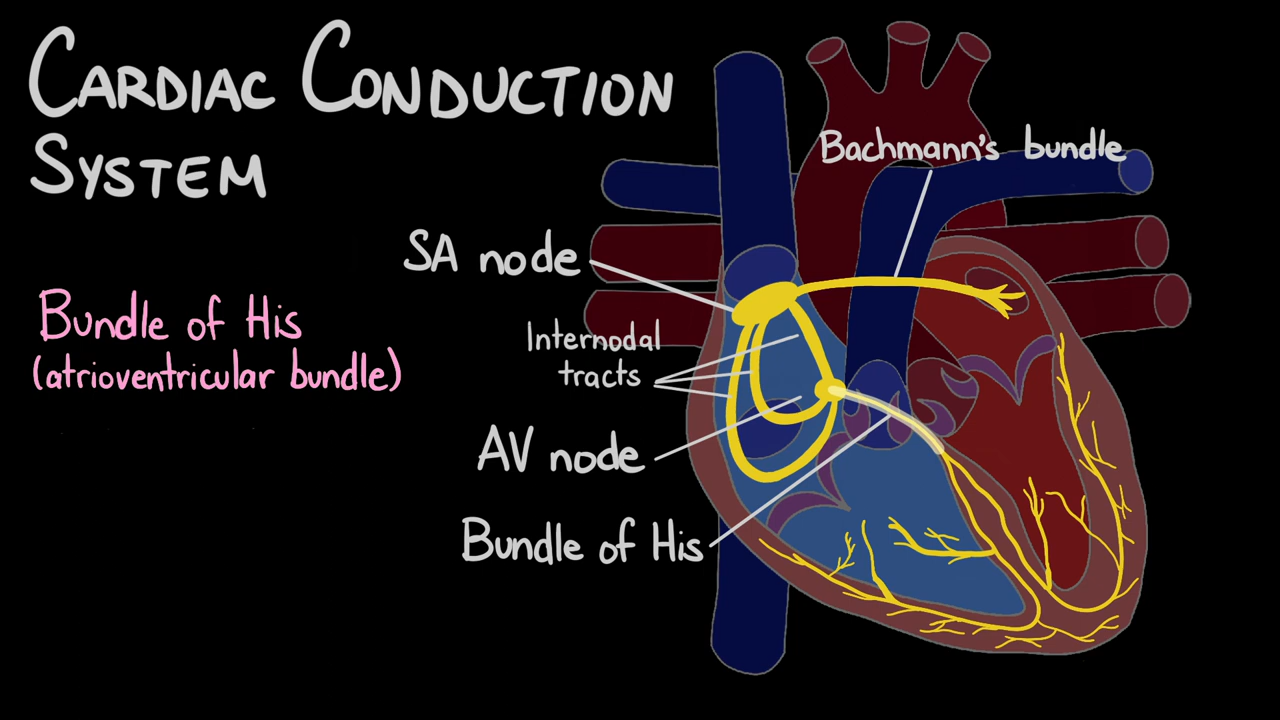 CARDIAC CONDUCTION
SYSTEM
Bachmann's bundle
SA node
Bundle of His
(atrioventricular bundle)
Internodal
tracts
AV node
Bundle of His